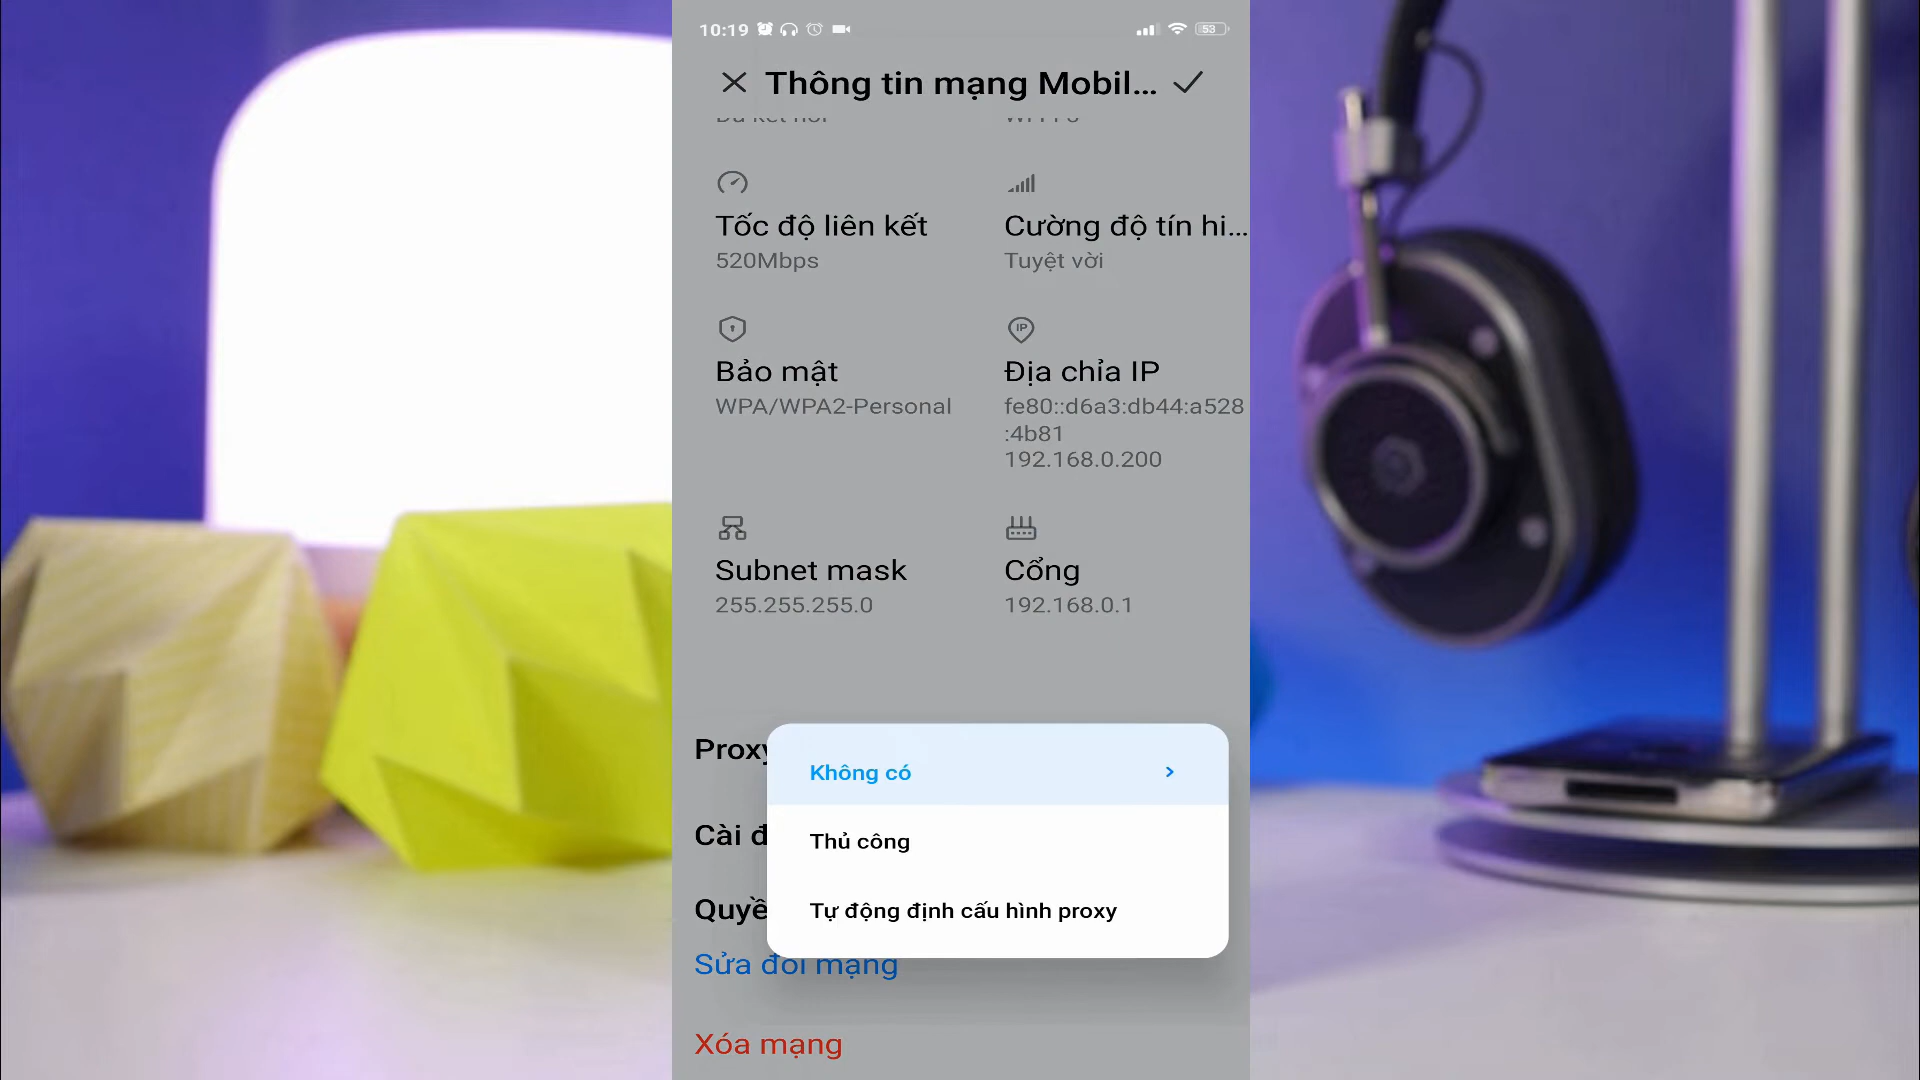 10:19
53
Thông tin mạng Mobil...
Tốc độ liên kết
520Mbps
Cường độ tín hi...
Tuyệt vời
Bảo mật
WPA/WPA2-Personal
Địa chỉa IP
fe80::d6a3:db44:a528
:4b81
192.168.0.200
Subnet mask
255.255.255.0
Cổng
192.168.0.1
Proxy
Không có
Thủ công
Tự động định cấu hình proxy
Cài đ
Quyề
Sửa đổi mạng
Xóa mạng